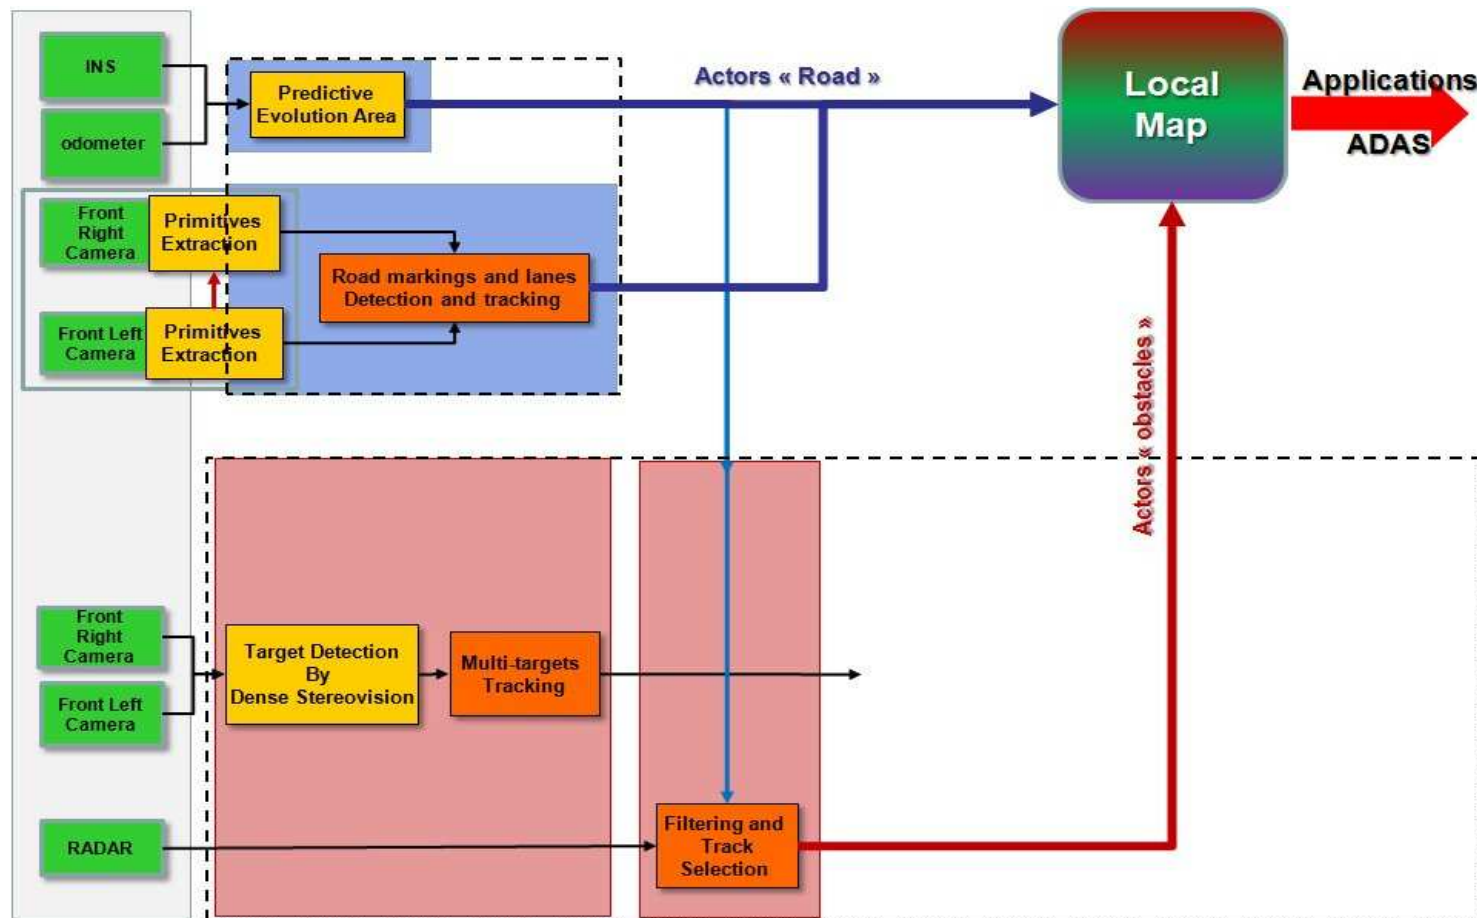 INS
odometer
Predictive
Evolution Area
Actors « Road »
Local
Map
Applications
ADAS
Front
Right
Camera
Primitives
Extraction
Road markings and lanes
Detection and tracking
Front Left
Camera
Primitives
Extraction
Actors « obstacles »
Front
Right
Camera
Front Left
Camera
Target Detection
By
Dense Stereovision
Multi-targets
Tracking
RADAR
Filtering and
Track
Selection